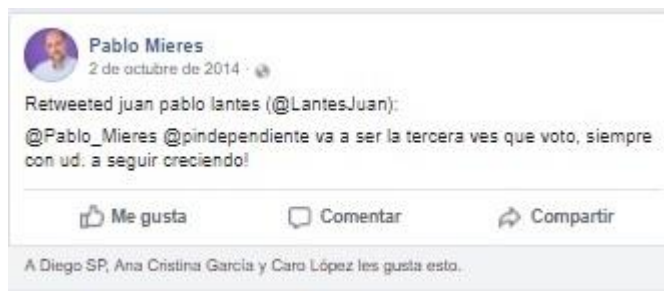 Pablo Mieres
2 de octubre de 2014 ·
Retweeted juan pablo lantes (@LantesJuan):
@Pablo_Mieres @pindependiente va a ser la tercera ves que voto, siempre
con ud. a seguir creciendo!
Me gusta
Comentar
Compartir
A Diego SP, Ana Cristina García y Caro López les gusta esto.